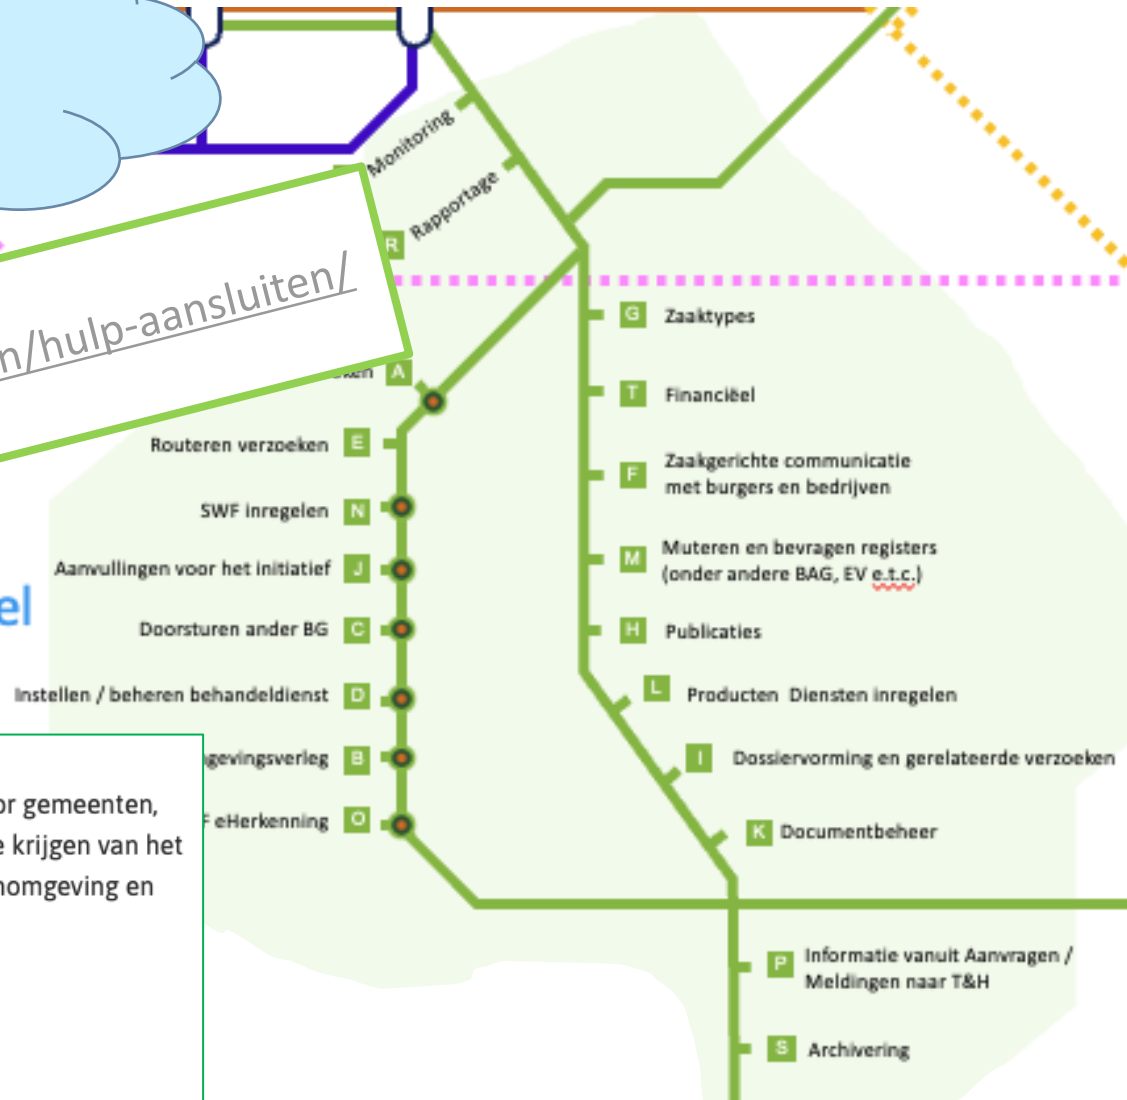 Monitoring
Rapportage
R
n/hulp-aansluiten/
A
G Zaaktypes
T Financiëel
E Routeren verzoeken
F Zaakgerichte communicatie
met burgers en bedrijven
SWF inregelen N
Muteren en bevragen registers
M (onder andere BAG, EV e.t.c.)
Aanvullingen voor het initiatief J
el
Doorsturen ander BG C
H Publicaties
Instellen / beheren behandeldienst D
L Producten Diensten inregelen
gevingsverleg B
I Dossiervorming en gerelateerde verzoeken
or gemeenten,
F eHerkenning O
K Documentbeheer
e krijgen van het
nomgeving en
P Informatie vanuit Aanvragen /
Meldingen naar T&H
S Archivering